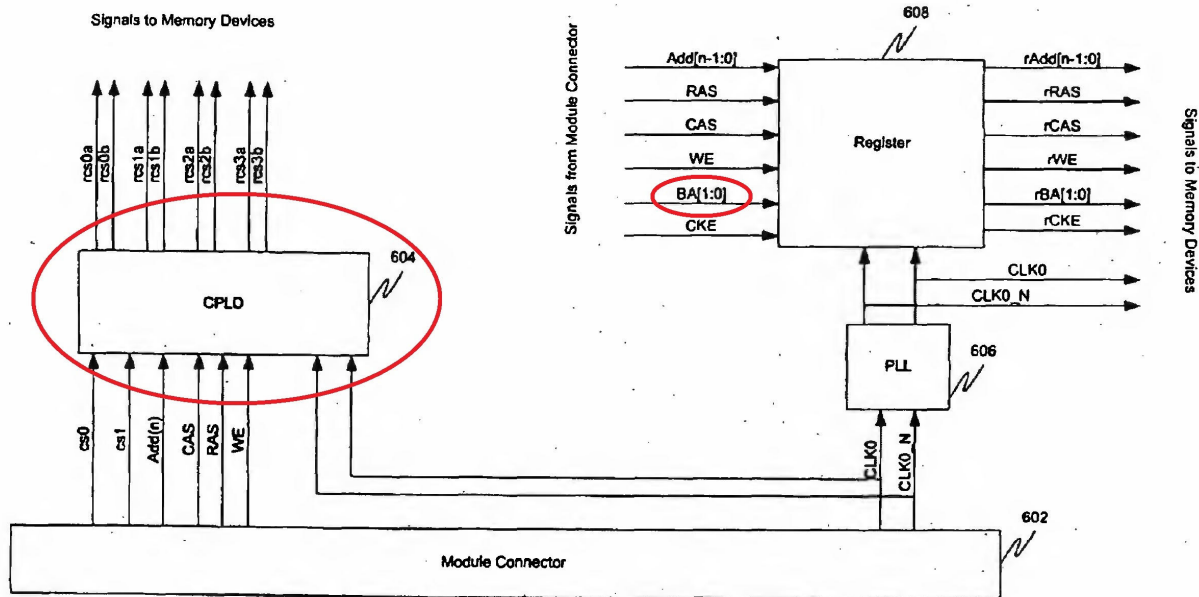 Signals to Memory Devices
rcs0a
rcs0b
rcs1a
rcs1b
rcs2a
rcs2b
rcs3a
rcs3b
CPLD
604
cs0
cs1
Add(n)
CAS
RAS
WE
Signals from Module Connector
Add[n-1:0]
RAS
CAS
WE
BA[1:0]
CKE
608
Register
rAdd[n-1:0]
rRAS
rCAS
rWE
rBA[1:0]
rCKE
Signals to Memory Devices
CLK0
CLK0_N
PLL
606
CLK0
CLK0_N
602
Module Connector